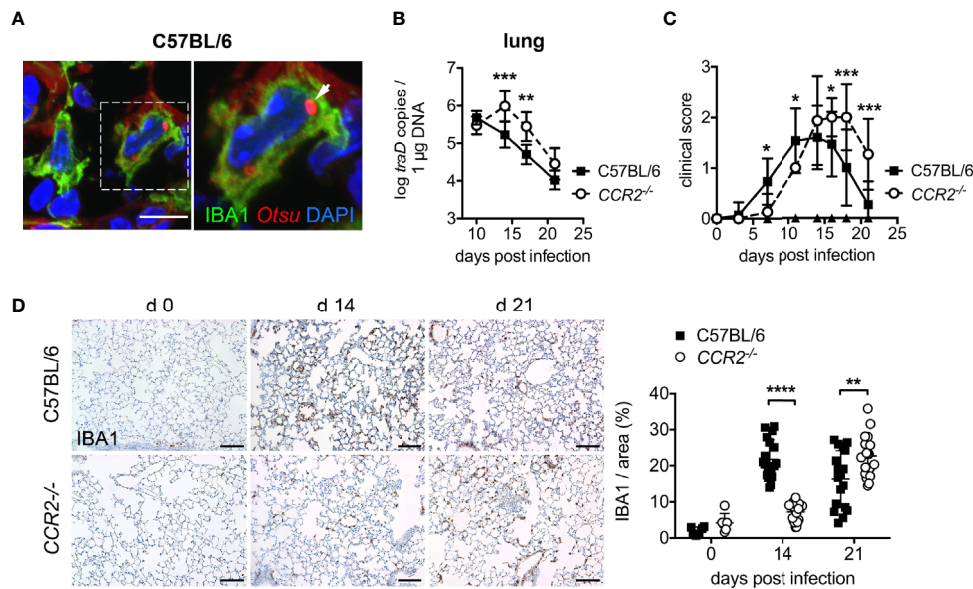 A
C57BL/6
IBA1 Otsu DAPI
B
lung
log traD copies /
1 µg DNA
7
6
5
4
3
***
**
10 15 20 25
days post infection
C57BL/6
CCR2-/-
C
clinical score
3
2
1
0
*
*
*
***
***
0 5 10 15 20 25
days post infection
C57BL/6
CCR2-/-
D
d 0 d 14 d 21
C57BL/6
IBA1
CCR2-/-
C57BL/6
CCR2-/-
IBA1 / area (%)
40
30
20
10
0
****
**
0 14 21
days post infection